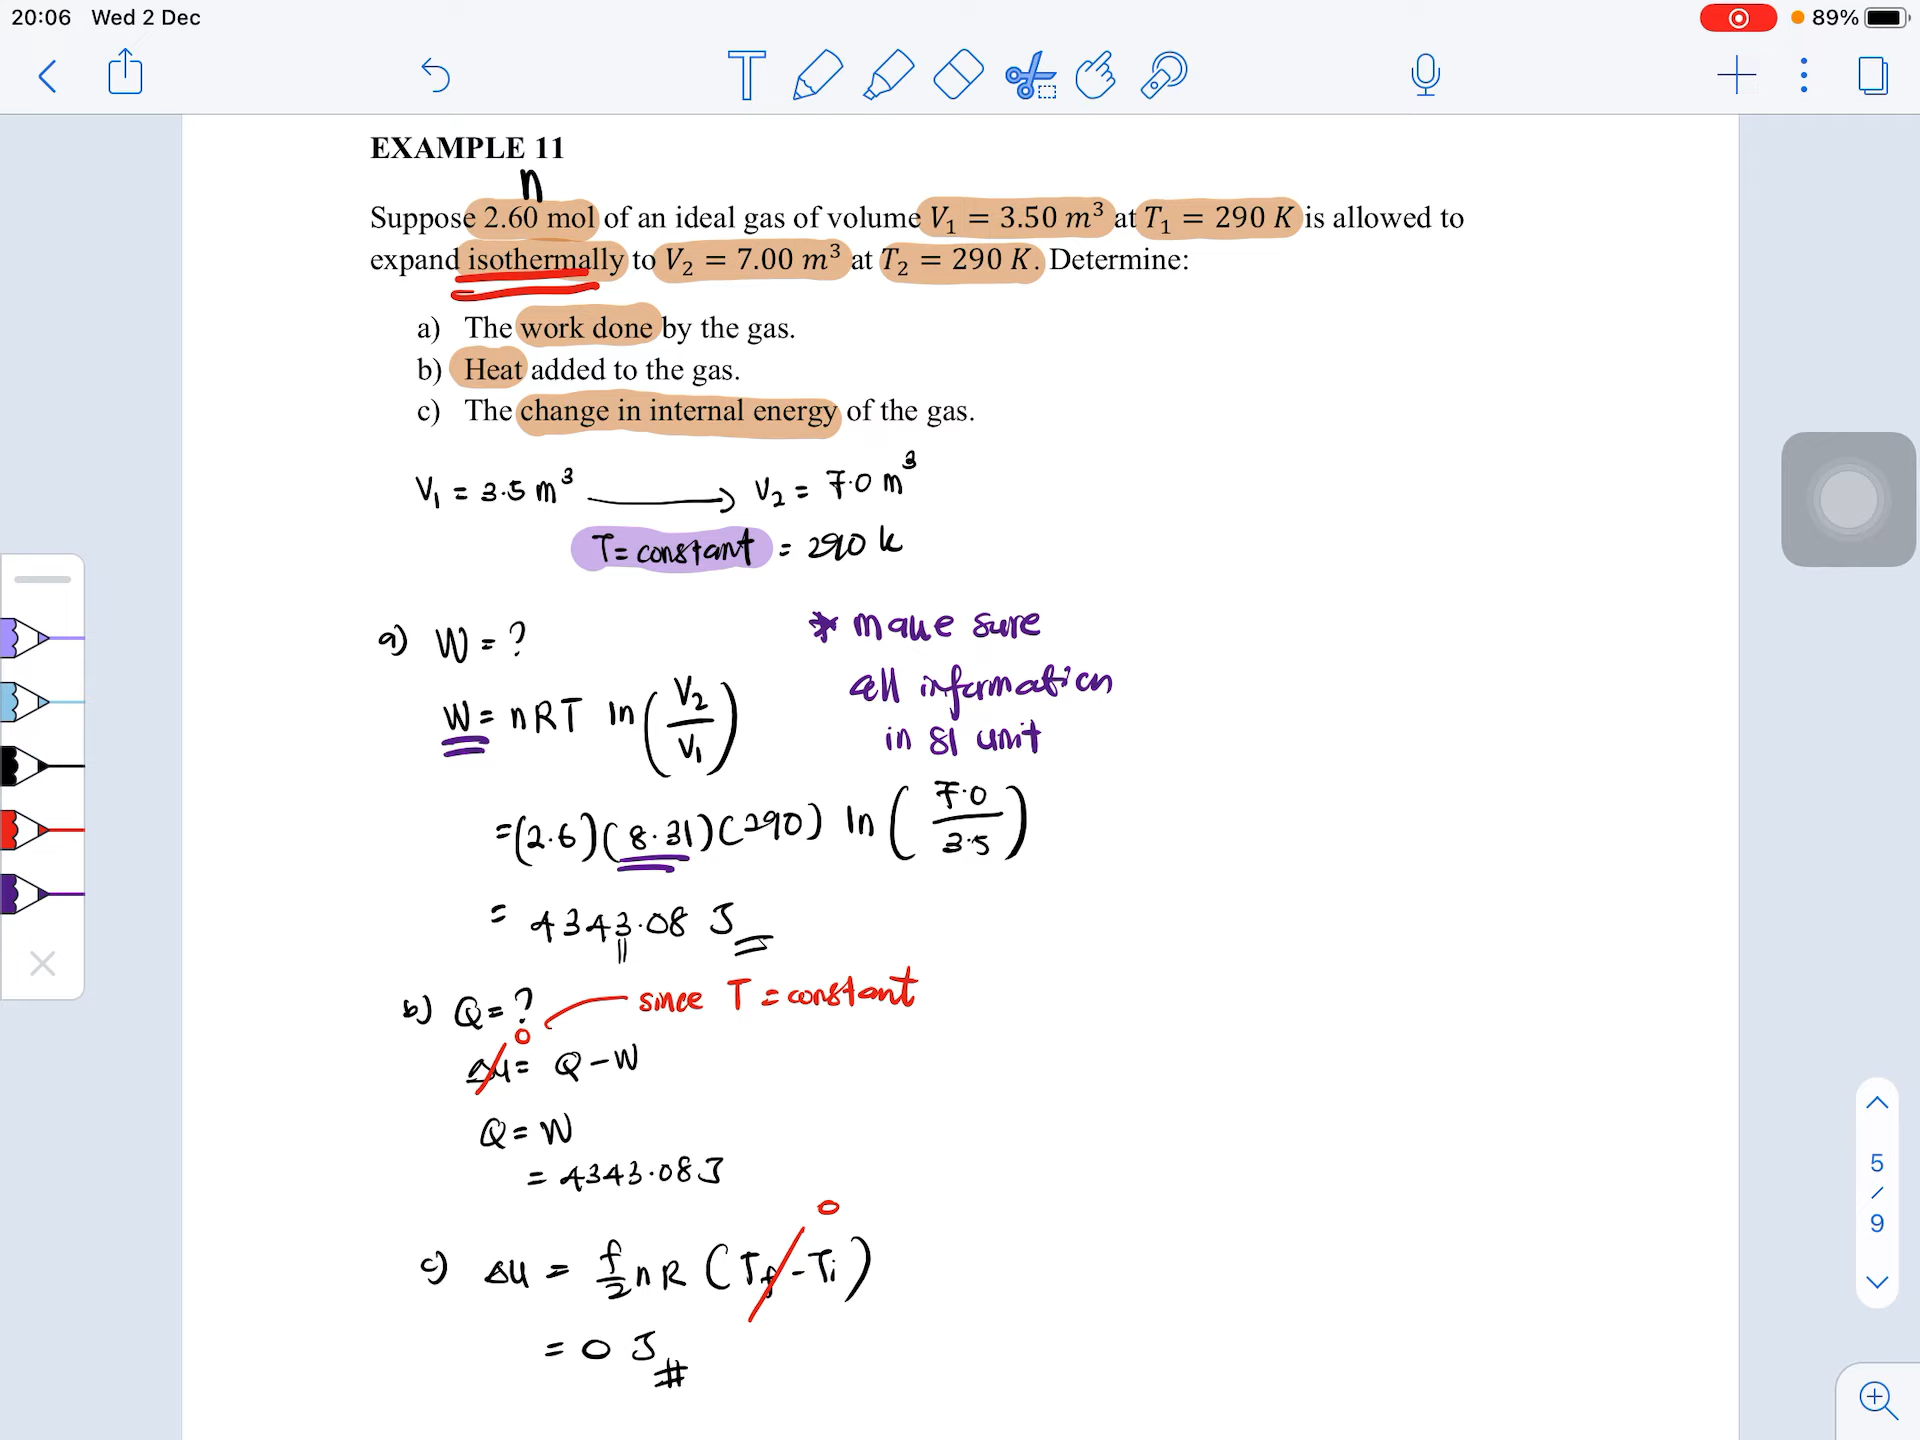 20:06 Wed 2 Dec
89%
T
EXAMPLE 11
n
Suppose 2.60 mol of an ideal gas of volume V₁ = 3.50 m³ at T₁ = 290 K is allowed to
expand isothermally to V₂ = 7.00 m³ at T₂ = 290 K. Determine:
a) The work done by the gas.
b) Heat added to the gas.
c) The change in internal energy of the gas.
V₁ = 3.5 m³ ⟶ V₂ = 7.0 m³
T = constant = 290 k
a) W = ?
* make sure
all information
in SI unit
W = nRT ln(V₂/V₁)
= (2.6)(8.31)(290) ln(7.0/3.5)
= 4343.08 J
b) Q = ?
since T = constant
0
ΔU = Q - W
Q = W
= 4343.08 J
0
c) ΔU = f/2 nR (Tf - Ti)
= 0 J #
5
/
9